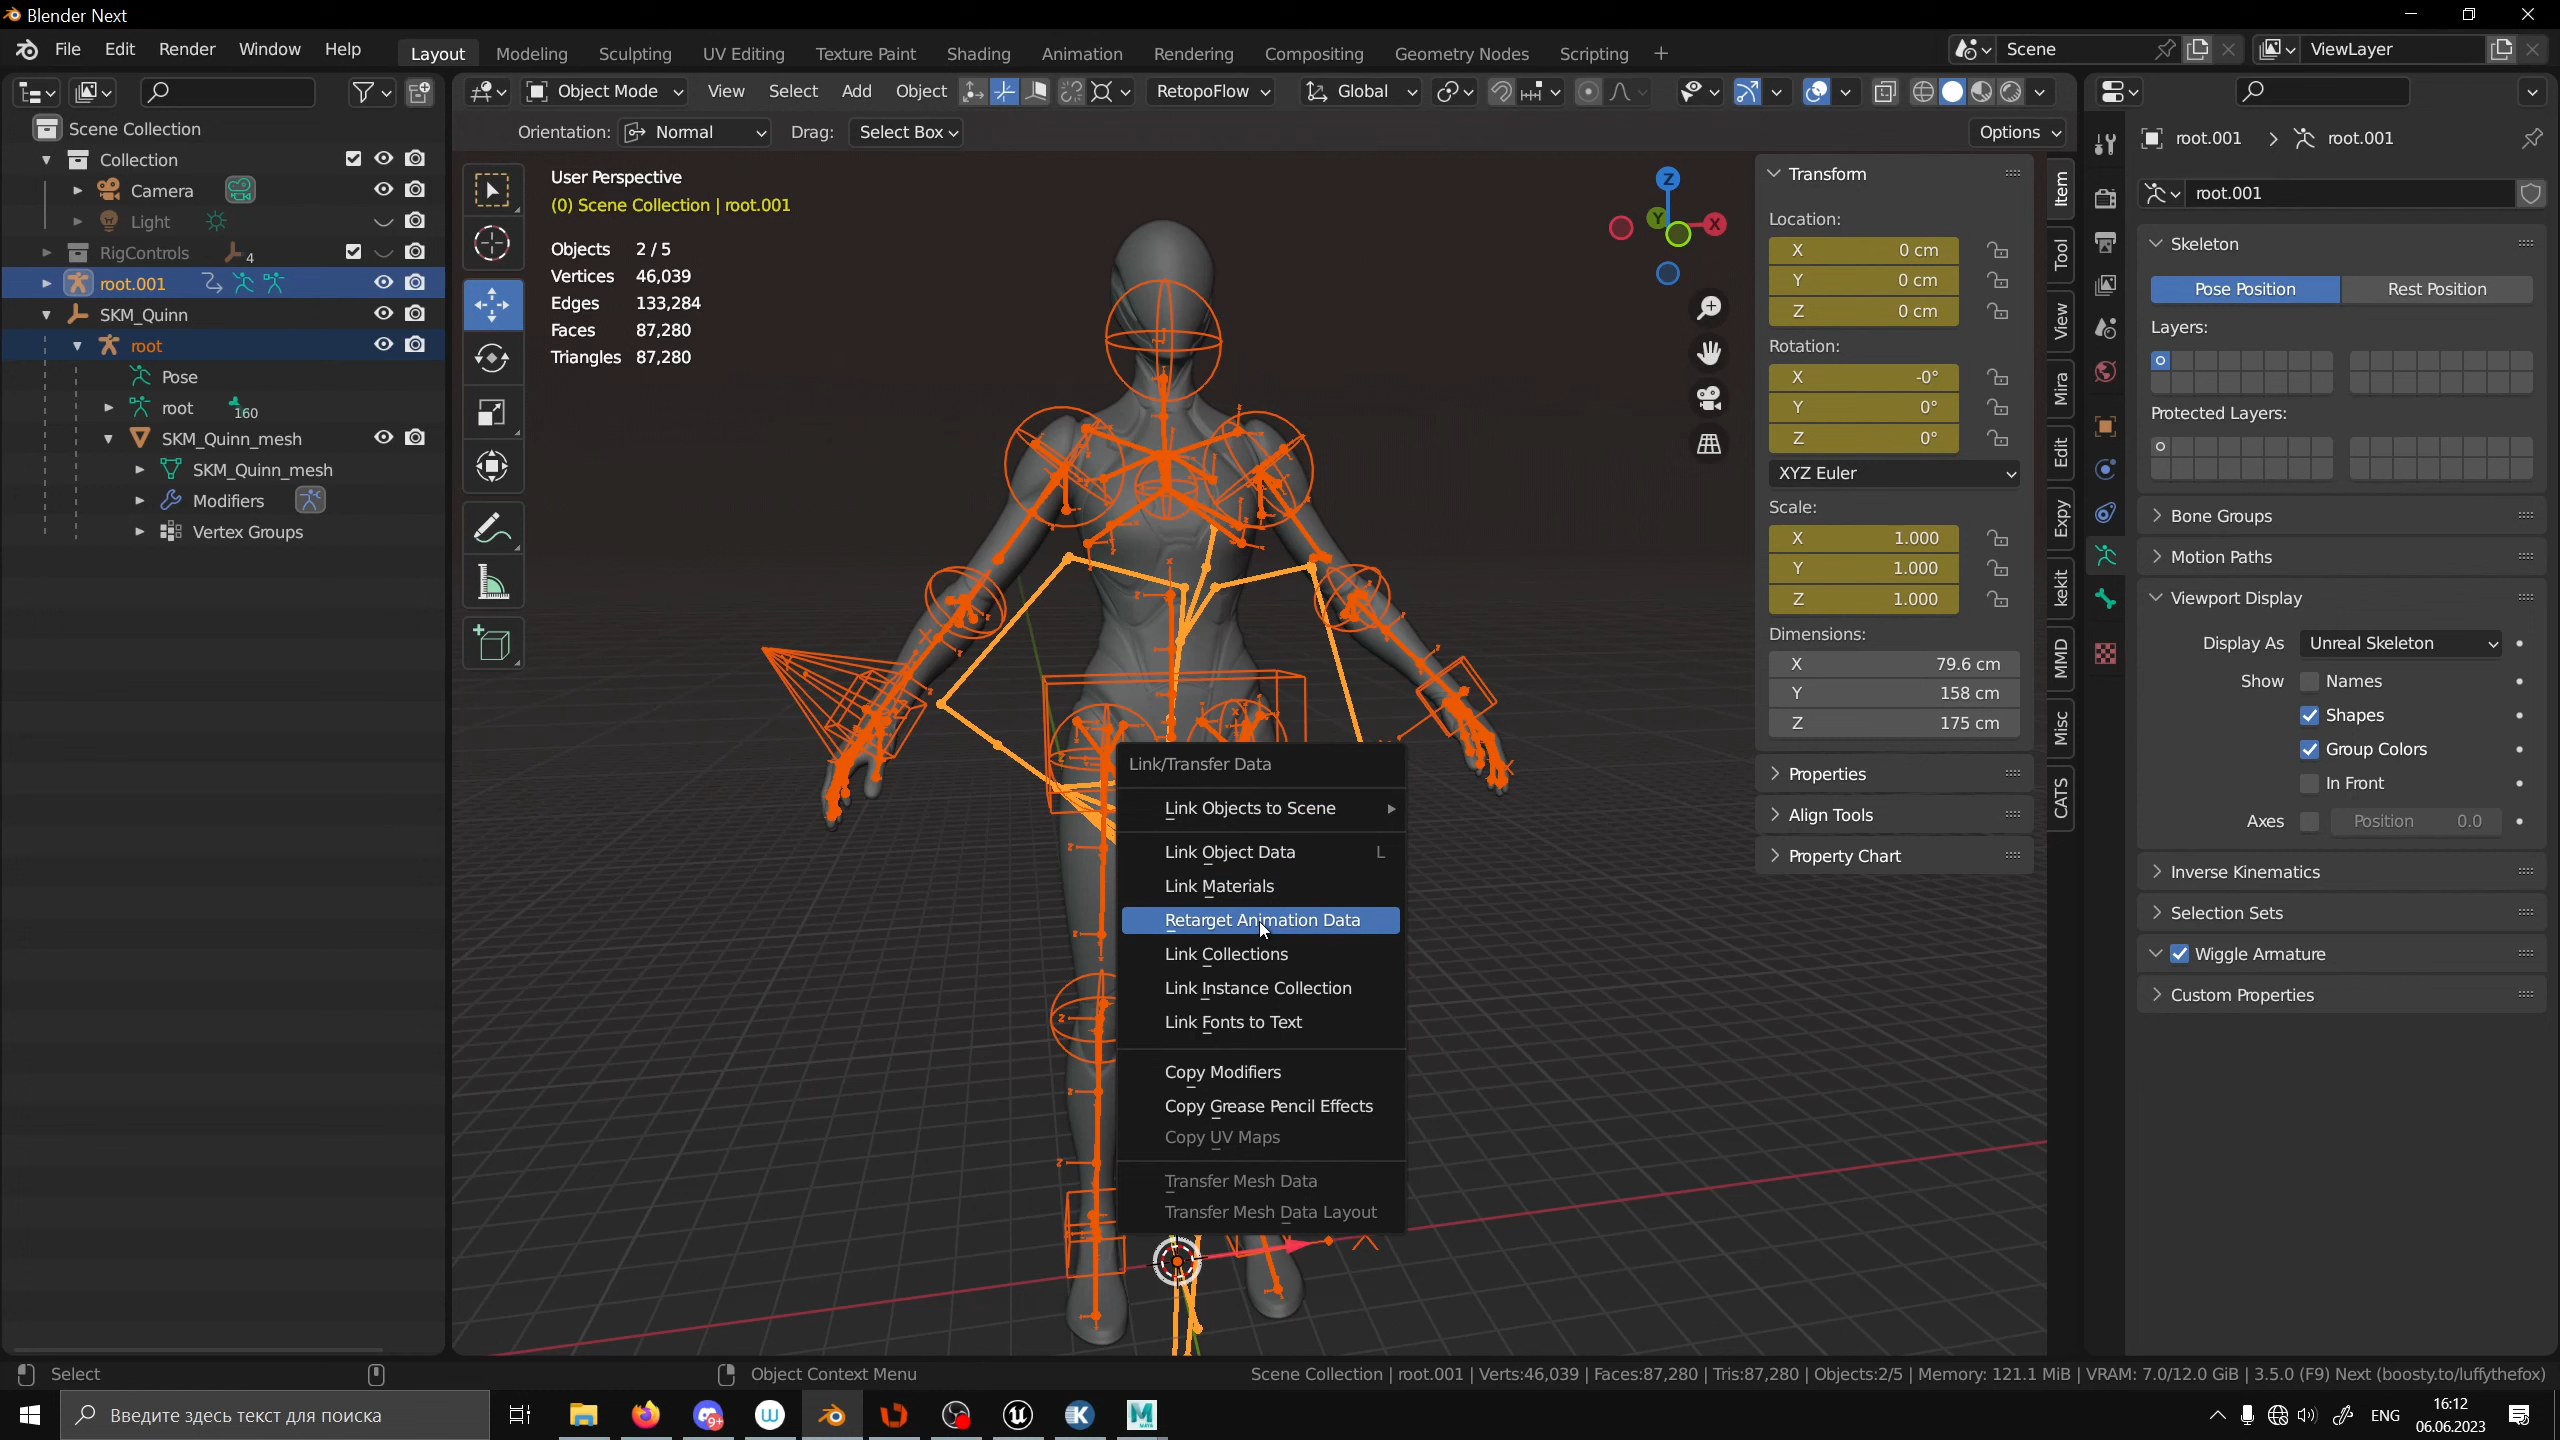 Blender Next
File Edit Render Window Help Layout Modeling Sculpting UV Editing Texture Paint Shading Animation Rendering Compositing Geometry Nodes Scripting + Scene ViewLayer
Object Mode View Select Add Object RetopoFlow Global
Orientation: Normal Drag: Select Box Options
Scene Collection
Collection
Camera
Light
RigControls 4
root.001
SKM_Quinn
root
Pose
root 160
SKM_Quinn_mesh
SKM_Quinn_mesh
Modifiers
Vertex Groups
User Perspective
(0) Scene Collection | root.001
Objects 2 / 5
Vertices 46,039
Edges 133,284
Faces 87,280
Triangles 87,280
Z
Y
X
Link/Transfer Data
Link Objects to Scene
Link Object Data L
Link Materials
Retarget Animation Data
Link Collections
Link Instance Collection
Link Fonts to Text
Copy Modifiers
Copy Grease Pencil Effects
Copy UV Maps
Transfer Mesh Data
Transfer Mesh Data Layout
Transform
Location:
X 0 cm
Y 0 cm
Z 0 cm
Rotation:
X -0°
Y 0°
Z 0°
XYZ Euler
Scale:
X 1.000
Y 1.000
Z 1.000
Dimensions:
X 79.6 cm
Y 158 cm
Z 175 cm
Properties
Align Tools
Property Chart
Item
Tool
View
Mira
Edit
Expy
kekit
MMD
Misc
CATS
root.001 > root.001
root.001
Skeleton
Pose Position Rest Position
Layers:
Protected Layers:
Bone Groups
Motion Paths
Viewport Display
Display As Unreal Skeleton
Show Names
Shapes
Group Colors
In Front
Axes Position 0.0
Inverse Kinematics
Selection Sets
Wiggle Armature
Custom Properties
Select Object Context Menu Scene Collection | root.001 | Verts:46,039 | Faces:87,280 | Tris:87,280 | Objects:2/5 | Memory: 121.1 MiB | VRAM: 7.0/12.0 GiB | 3.5.0 (F9) Next (boosty.to/luffythefox)
Введите здесь текст для поиска
9+
ENG
16:12
06.06.2023